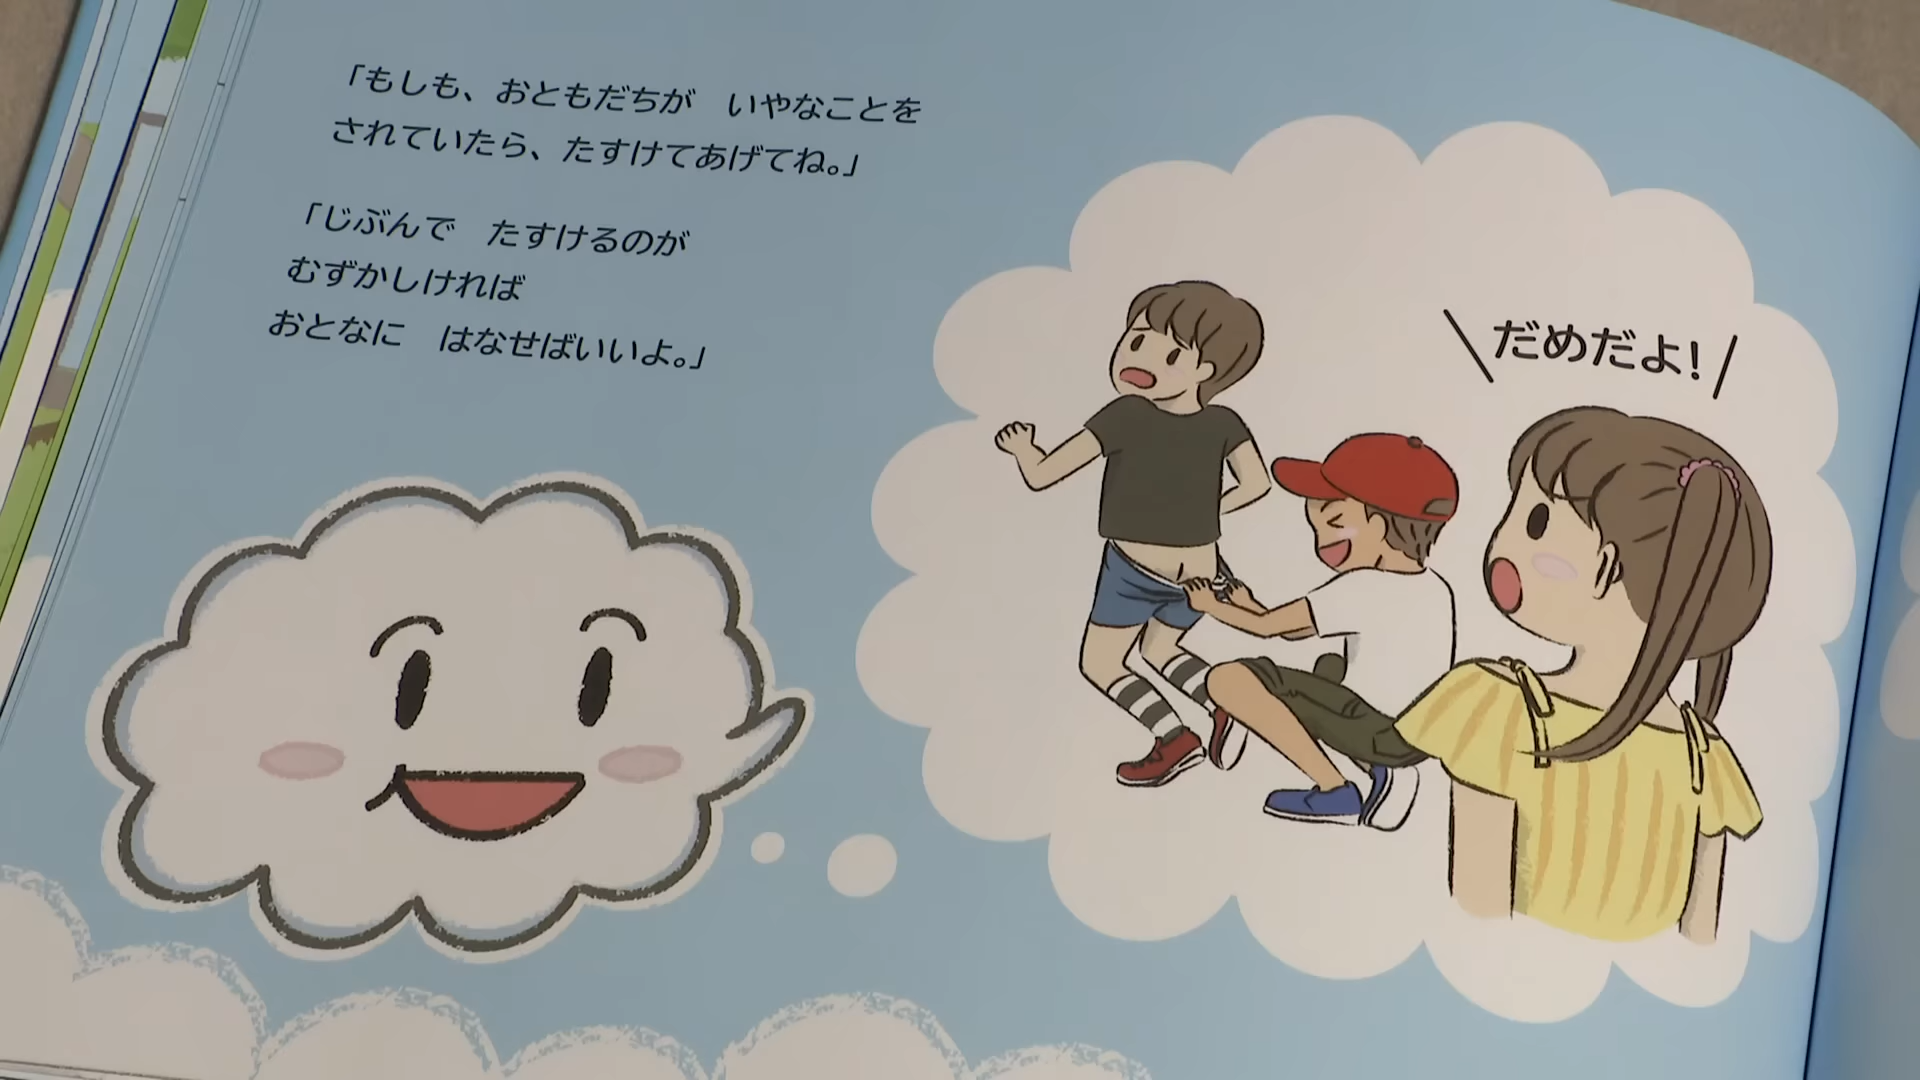 「もしも、おともだちが　いやなことを
されていたら、たすけてあげてね。」
「じぶんで　たすけるのが
むずかしければ
おとなに　はなせばいいよ。」
だめだよ!